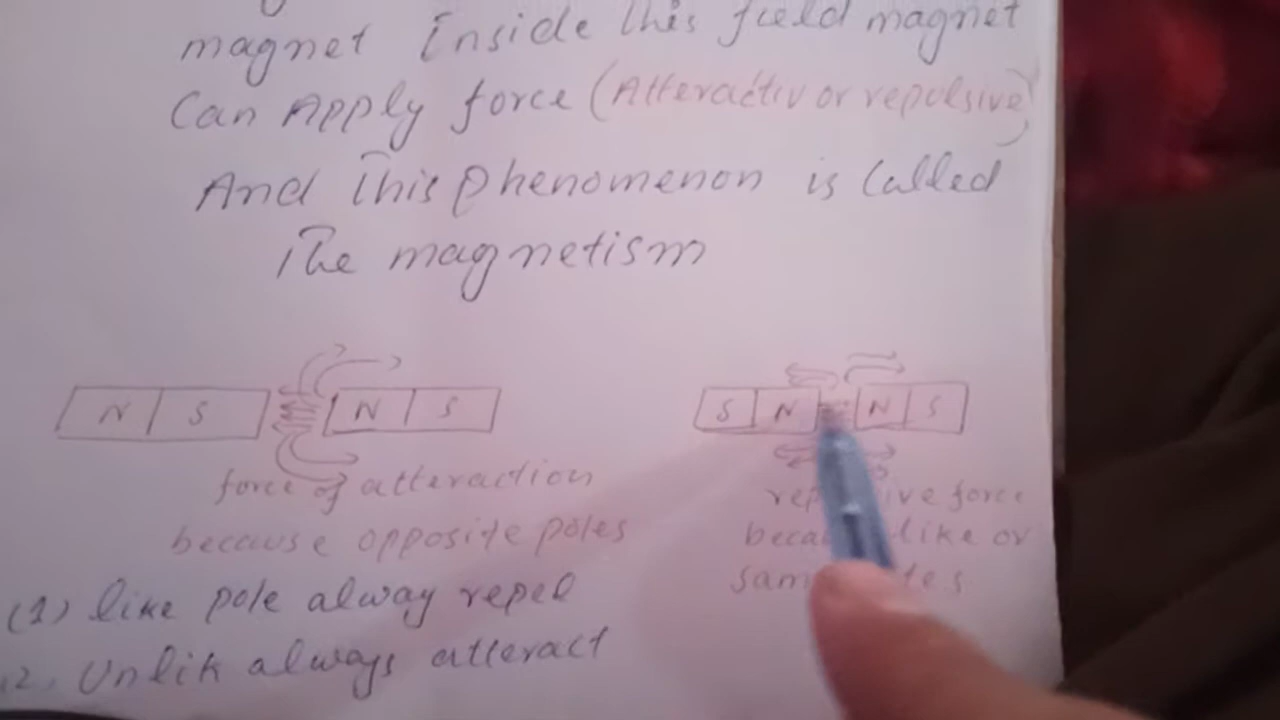 magnet Inside this field magnet
Can Apply force (Atteractiv or repulsive)
And This phenomenon is Called
The magnetism
N S N S
S N N S
force of atteraction
because opposite poles
force
like or
(1) like pole alway repel
2. Unlik always atteract